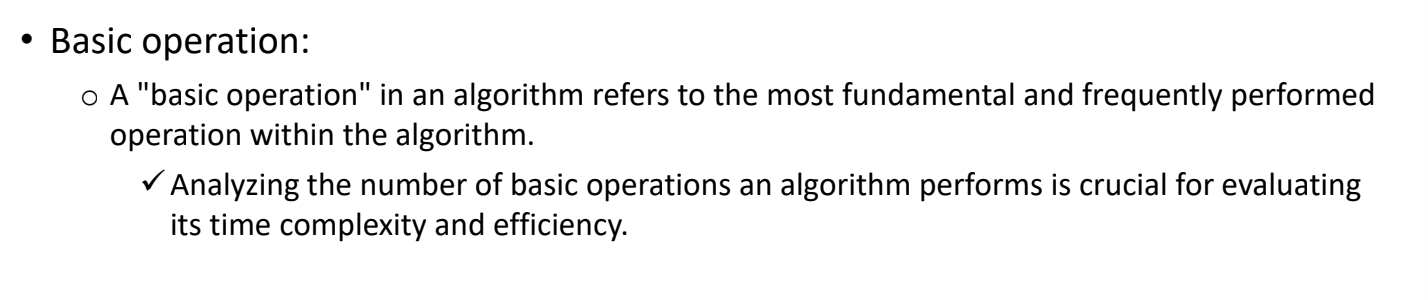 • Basic operation:
○ A "basic operation" in an algorithm refers to the most fundamental and frequently performed
operation within the algorithm.
✓ Analyzing the number of basic operations an algorithm performs is crucial for evaluating
its time complexity and efficiency.